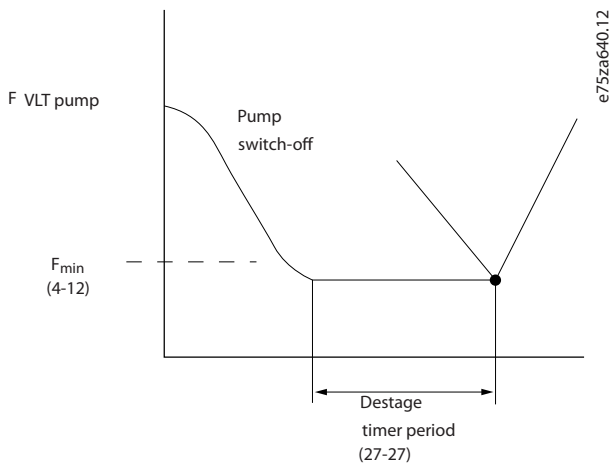 e75za640.12
F VLT pump
Pump
switch-off
Fmin
(4-12)
Destage
timer period
(27-27)